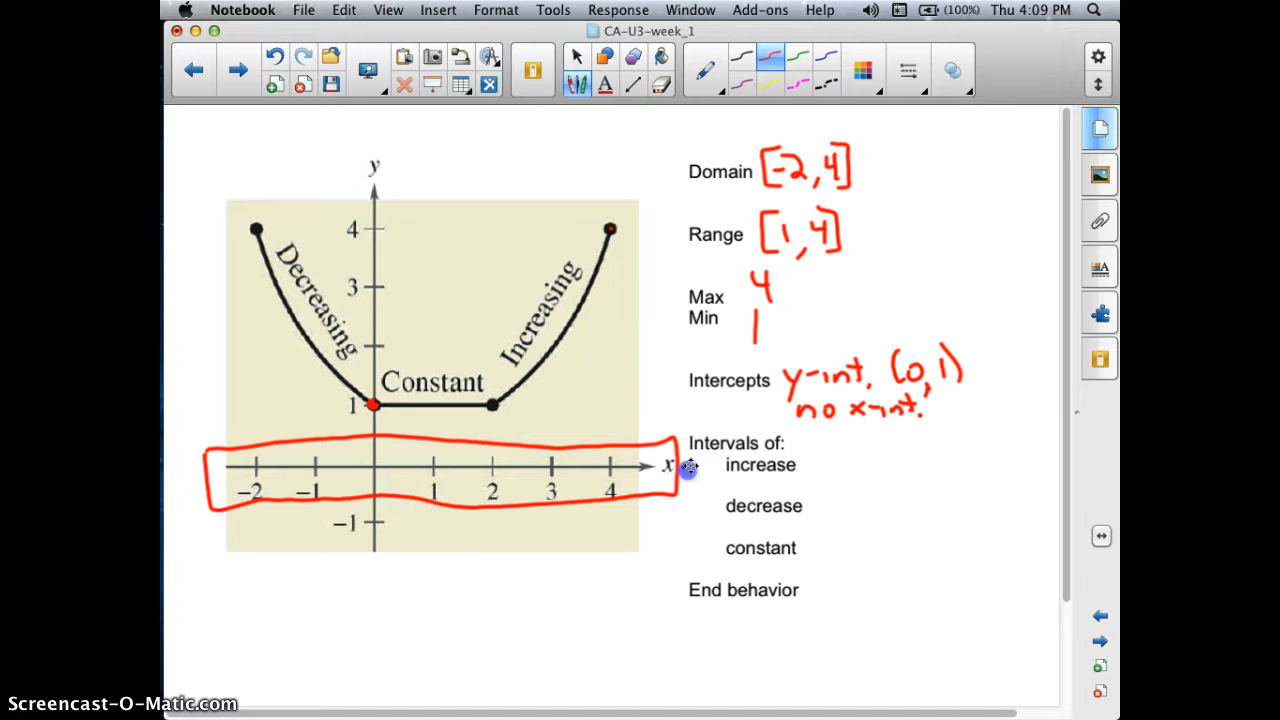 Notebook File Edit View Insert Format Tools Response Window Add-ons Help (100%) Thu 4:09 PM
CA-U3-week_1
y
4
3
1
-1
Decreasing
Constant
Increasing
x
-2 -1 1 2 3 4
Domain [-2, 4]
Range [1, 4]
Max 4
Min 1
Intercepts y-int. (0, 1)
no x-int.
Intervals of:
increase
decrease
constant
End behavior
Screencast-O-Matic.com